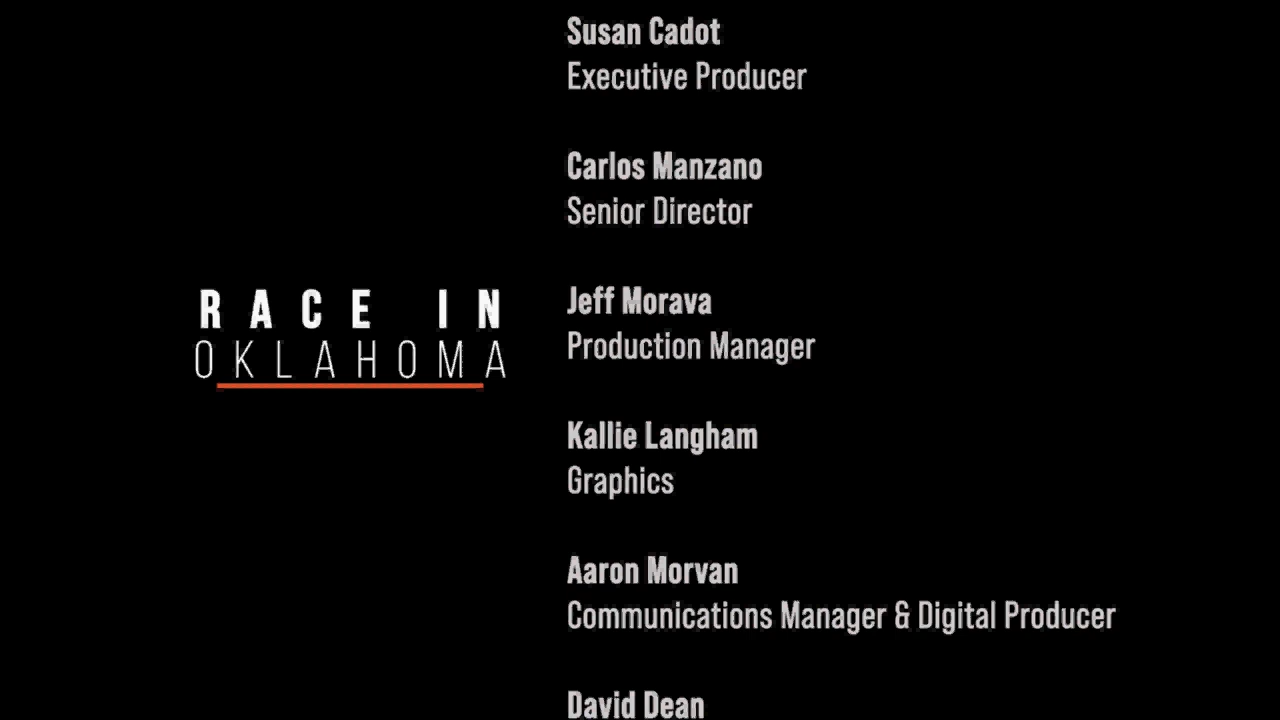 RACE IN
OKLAHOMA
Susan Cadot
Executive Producer
Carlos Manzano
Senior Director
Jeff Morava
Production Manager
Kallie Langham
Graphics
Aaron Morvan
Communications Manager & Digital Producer
David Dean